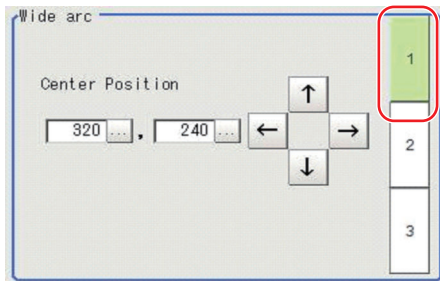 Wide arc
1
Center Position
↑
320 ... , 240 ... ← →
2
↓
3